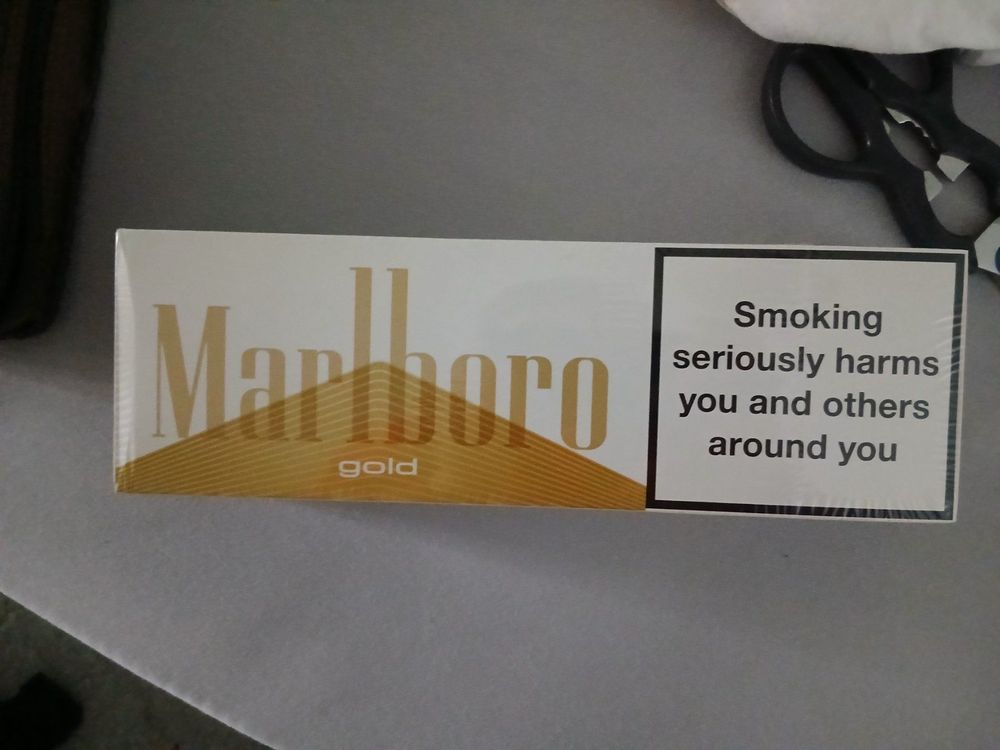 Marlboro
gold
Smoking
seriously harms
you and others
around you